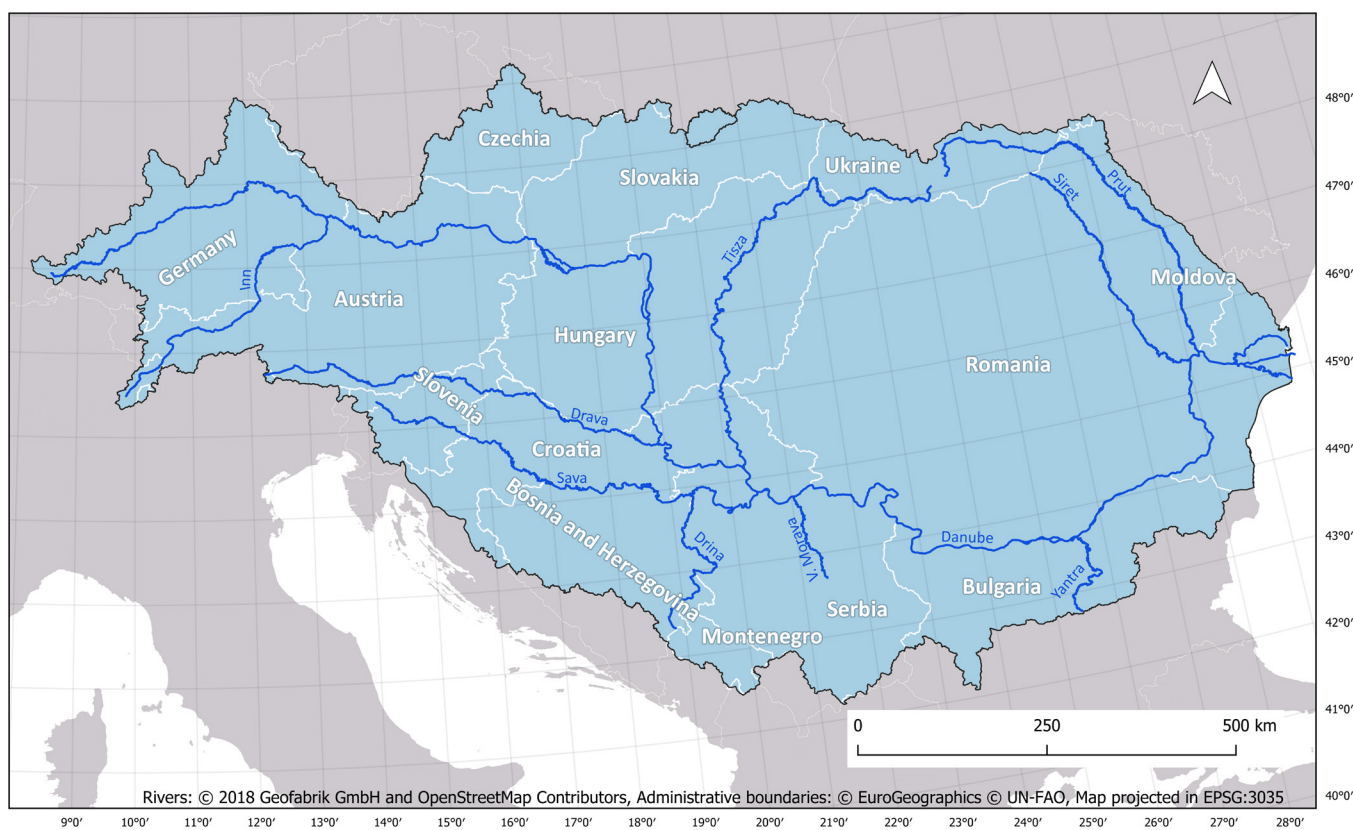 48°0'
Czechia
Ukraine
Slovakia
Prut
Siret
47°0'
Germany
Tisza
Inn
Moldova
46°0'
Austria
Hungary
Romania
45°0'
Slovenia
Drava
Croatia
44°0'
Sava
Bosnia and Herzegovina
Drina
V. Morava
Danube
43°0'
Yantra
Bulgaria
Serbia
Montenegro
42°0'
41°0'
0 250 500 km
Rivers: © 2018 Geofabrik GmbH and OpenStreetMap Contributors, Administrative boundaries: © EuroGeographics © UN-FAO, Map projected in EPSG:3035
40°0'
9°0' 10°0' 11°0' 12°0' 13°0' 14°0' 15°0' 16°0' 17°0' 18°0' 19°0' 20°0' 21°0' 22°0' 23°0' 24°0' 25°0' 26°0' 27°0' 28°0'